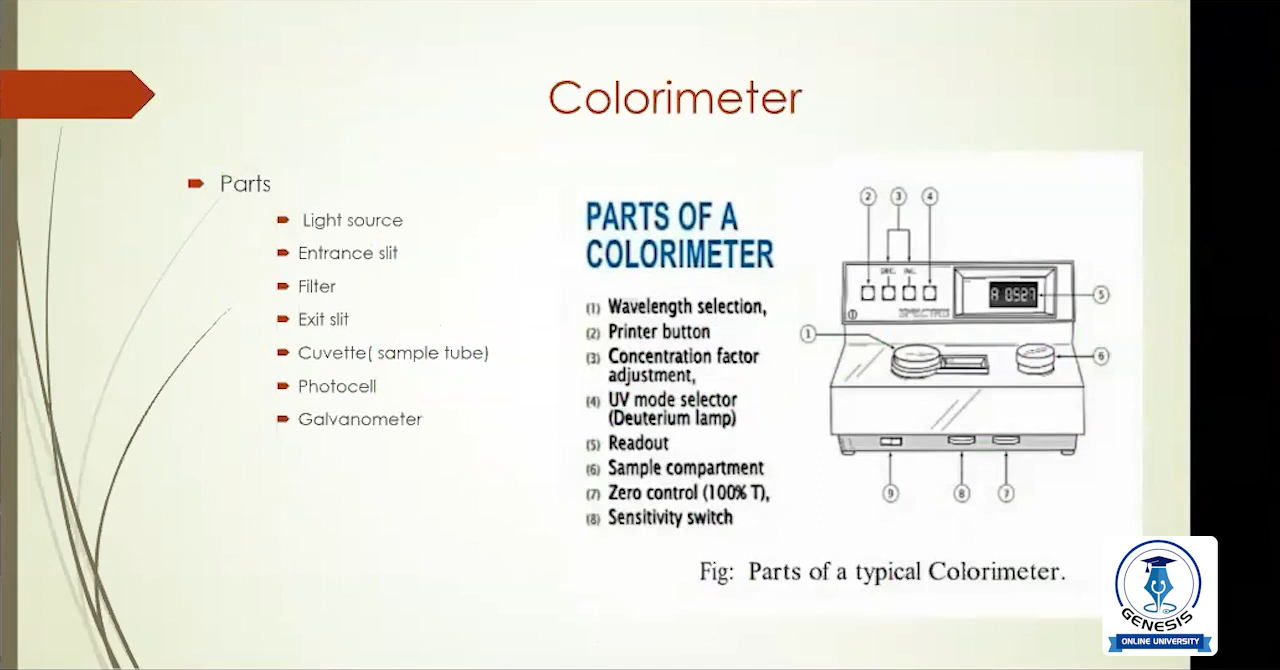 Colorimeter
Parts
Light source
Entrance slit
Filter
Exit slit
Cuvette( sample tube)
Photocell
Galvanometer
PARTS OF A
COLORIMETER
(1) Wavelength selection,
(2) Printer button
(3) Concentration factor
adjustment,
(4) UV mode selector
(Deuterium lamp)
(5) Readout
(6) Sample compartment
(7) Zero control (100% T),
(8) Sensitivity switch
2 3 4
A 0927
5
1
6
9 8 7
Fig: Parts of a typical Colorimeter.
GENESIS
ONLINE UNIVERSITY